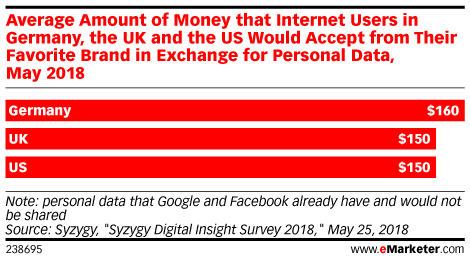 Average Amount of Money that Internet Users in
Germany, the UK and the US Would Accept from Their
Favorite Brand in Exchange for Personal Data,
May 2018
Germany $160
UK $150
US $150
Note: personal data that Google and Facebook already have and would not
be shared
Source: Syzygy, "Syzygy Digital Insight Survey 2018," May 25, 2018
238695 www.eMarketer.com